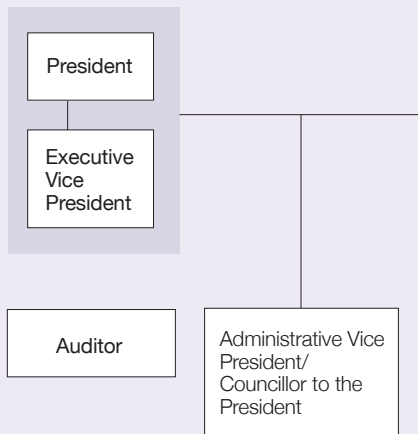 President
Executive
Vice
President
Auditor
Administrative Vice
President/
Councillor to the
President